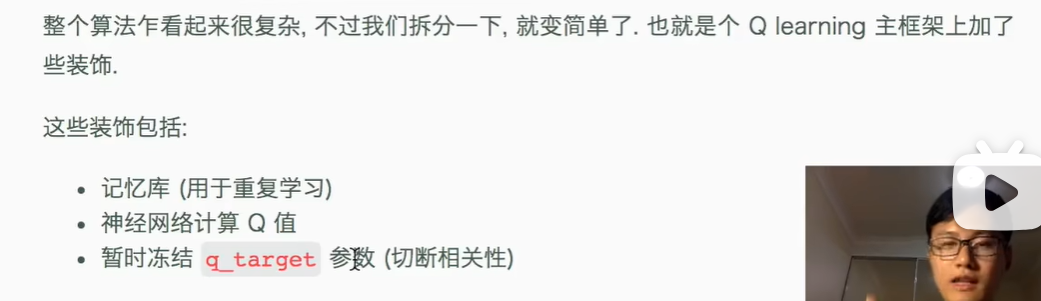 整个算法乍看起来很复杂, 不过我们拆分一下, 就变简单了. 也就是个 Q learning 主框架上加了
些装饰.
这些装饰包括:
• 记忆库 (用于重复学习)
• 神经网络计算 Q 值
• 暂时冻结 q_target 参数 (切断相关性)